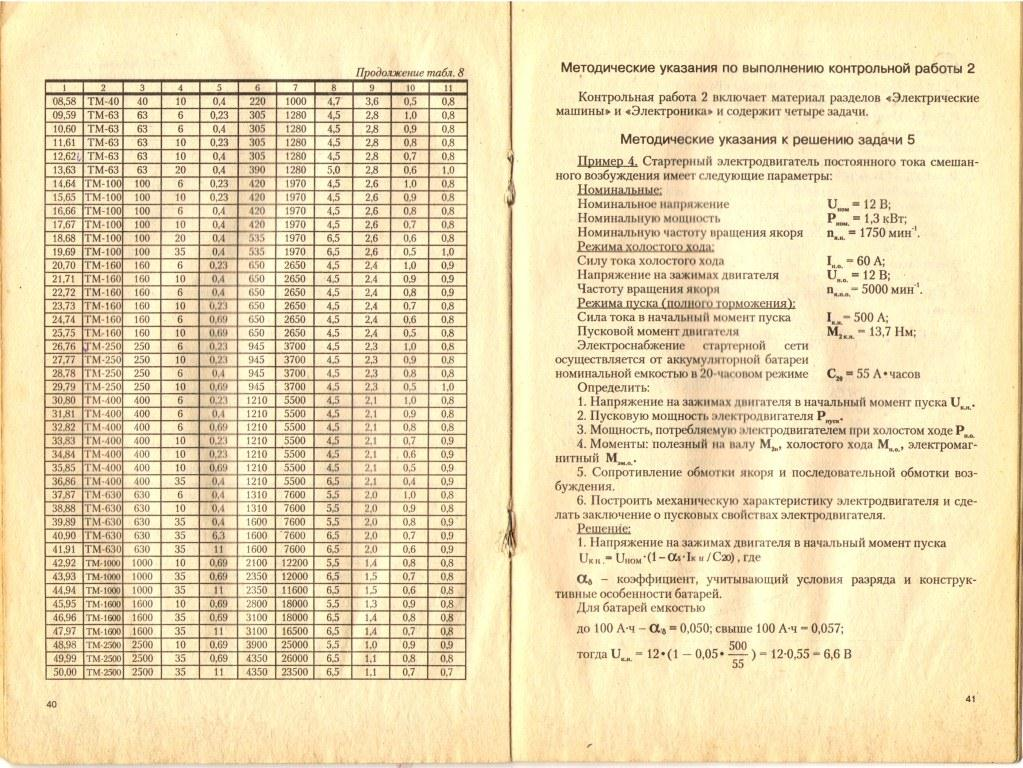 Продолжение табл. 8
1 2 3 4 5 6 7 8 9 10 11
08,58 ТМ-40 40 10 0,4 220 1000 4,7 3,6 0,5 0,8
09,59 ТМ-63 63 6 0,23 305 1280 4,5 2,8 1,0 0,8
10,60 ТМ-63 63 6 0,4 305 1280 4,5 2,8 0,9 0,8
11,61 ТМ-63 63 10 0,23 305 1280 4,5 2,8 0,8 0,8
12,62 ТМ-63 63 10 0,4 305 1280 4,5 2,8 0,7 0,8
13,63 ТМ-63 63 20 0,4 390 1280 5,0 2,8 0,6 1,0
14,64 ТМ-100 100 6 0,23 420 1970 4,5 2,6 1,0 0,8
15,65 ТМ-100 100 10 0,23 420 1970 4,5 2,6 0,9 0,8
16,66 ТМ-100 100 6 0,4 420 1970 4,5 2,6 0,8 0,8
17,67 ТМ-100 100 10 0,4 420 1970 4,5 2,6 0,7 0,8
18,68 ТМ-100 100 20 0,4 535 1970 6,5 2,6 0,6 0,8
19,69 ТМ-100 100 35 0,4 535 1970 6,5 2,6 0,5 1,0
20,70 ТМ-160 160 6 0,23 650 2650 4,5 2,4 1,0 0,9
21,71 ТМ-160 160 10 0,4 650 2650 4,5 2,4 0,9 0,9
22,72 ТМ-160 160 6 0,4 650 2650 4,5 2,4 0,8 0,9
23,73 ТМ-160 160 10 0,23 650 2650 4,5 2,4 0,7 0,8
24,74 ТМ-160 160 6 0,69 650 2650 4,5 2,4 0,6 0,8
25,75 ТМ-160 160 10 0,69 650 2650 4,5 2,4 0,5 0,8
26,76 ТМ-250 250 6 0,23 945 3700 4,5 2,3 1,0 0,8
27,77 ТМ-250 250 10 0,23 945 3700 4,5 2,3 0,9 0,8
28,78 ТМ-250 250 6 0,4 945 3700 4,5 2,3 0,8 0,8
29,79 ТМ-250 250 10 0,69 945 3700 4,5 2,3 0,5 1,0
30,80 ТМ-400 400 6 0,23 1210 5500 4,5 2,1 1,0 0,8
31,81 ТМ-400 400 6 0,4 1210 5500 4,5 2,1 0,9 0,8
32,82 ТМ-400 400 6 0,69 1210 5500 4,5 2,1 0,8 0,8
33,83 ТМ-400 400 10 0,23 1210 5500 4,5 2,1 0,7 0,9
34,84 ТМ-400 400 10 0,23 1210 5500 4,5 2,1 0,6 0,9
35,85 ТМ-400 400 10 0,69 1210 5500 4,5 2,1 0,5 0,9
36,86 ТМ-400 400 35 0,4 1210 5500 6,5 2,1 0,4 0,9
37,87 ТМ-630 630 6 0,4 1310 7600 5,5 2,0 1,0 0,8
38,88 ТМ-630 630 10 0,4 1310 7600 5,5 2,0 0,9 0,8
39,89 ТМ-630 630 35 0,4 1600 7600 6,5 2,0 0,8 0,9
40,90 ТМ-630 630 35 6,3 1600 7600 6,5 2,0 0,7 0,9
41,91 ТМ-630 630 35 11 1600 7600 6,5 2,0 0,6 0,9
42,92 ТМ-1000 1000 10 0,69 2100 12200 5,5 1,4 0,8 0,8
43,93 ТМ-1000 1000 35 0,69 2350 12000 6,5 1,5 0,7 0,8
44,94 ТМ-1000 1000 35 11 2350 11600 6,5 1,5 0,6 0,8
45,95 ТМ-1600 1600 10 0,69 2800 18000 5,5 1,3 0,9 0,8
46,96 ТМ-1600 1600 35 0,69 3100 18000 6,5 1,4 0,8 0,8
47,97 ТМ-1600 1600 35 11 3100 16500 6,5 1,4 0,7 0,8
48,98 ТМ-2500 2500 10 0,69 3900 25000 5,5 1,0 0,9 0,9
49,99 ТМ-2500 2500 35 0,69 4350 26000 6,5 1,1 0,8 0,8
50,00 ТМ-2500 2500 35 11 4350 23500 6,5 1,1 0,7 0,7
40
Методические указания по выполнению контрольной работы 2
Контрольная работа 2 включает материал разделов «Электрические
машины» и «Электроника» и содержит четыре задачи.
Методические указания к решению задачи 5
Пример 4. Стартерный электродвигатель постоянного тока смешан-
ного возбуждения имеет следующие параметры:
Номинальные:
Номинальное напряжение Uном = 12 В;
Номинальную мощность Pном. = 1,3 кВт;
Номинальную частоту вращения якоря nя.н. = 1750 мин⁻¹.
Режима холостого хода:
Силу тока холостого хода Iя.о. = 60 А;
Напряжение на зажимах двигателя Uн.о. = 12 В;
Частоту вращения якоря nя.п.о. = 5000 мин⁻¹.
Режима пуска (полного торможения):
Сила тока в начальный момент пуска Iк.н. = 500 А;
Пусковой момент двигателя M2к.н. = 13,7 Нм;
Электроснабжение стартерной сети
осуществляется от аккумуляторной батареи
номинальной емкостью в 20-часовом режиме C20 = 55 А•часов
Определить:
1. Напряжение на зажимах двигателя в начальный момент пуска Uк.н..
2. Пусковую мощность электродвигателя Pпуск.
3. Мощность, потребляемую электродвигателем при холостом ходе Pп.о.
4. Моменты: полезный на валу M2н, холостого хода Mп.о., электромаг-
нитный Mэм.о..
5. Сопротивление обмотки якоря и последовательной обмотки воз-
буждения.
6. Построить механическую характеристику электродвигателя и сде-
лать заключение о пусковых свойствах электродвигателя.
Решение:
1. Напряжение на зажимах двигателя в начальный момент пуска
Uк н. = Uном·(1−αδ·Iк н / С20) , где
αδ – коэффициент, учитывающий условия разряда и конструк-
тивные особенности батарей.
Для батарей емкостью
до 100 А·ч – αδ = 0,050; свыше 100 А·ч = 0,057;
тогда Uк.н. = 12•(1 − 0,05• 500/55 ) = 12·0,55 = 6,6 В
41